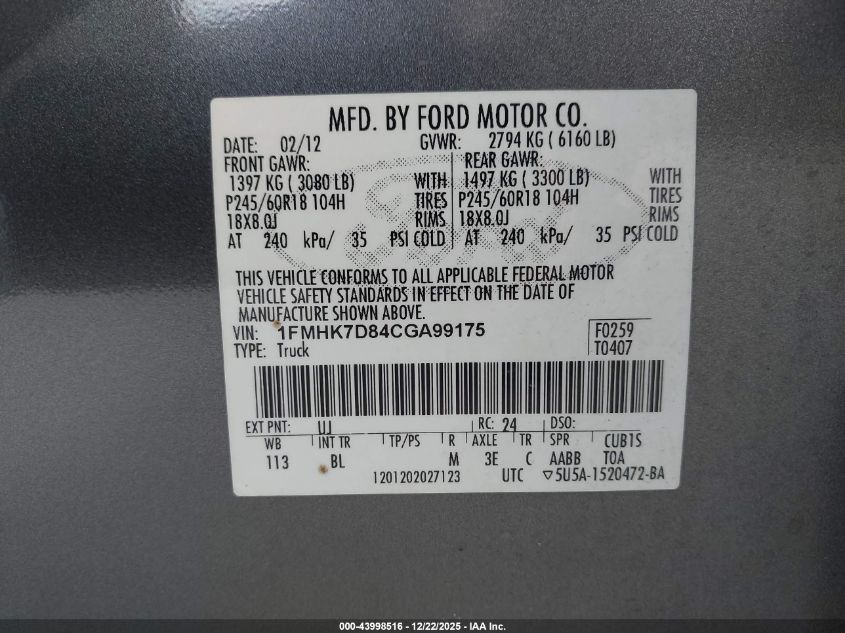 MFD. BY FORD MOTOR CO.
DATE: 02/12 GVWR: 2794 KG ( 6160 LB)
FRONT GAWR: REAR GAWR:
1397 KG ( 3080 LB) WITH 1497 KG ( 3300 LB) WITH
P245/60R18 104H TIRES P245/60R18 104H TIRES
18X8.0J RIMS 18X8.0J RIMS
AT 240 kPa/ 35 PSI COLD AT 240 kPa/ 35 PSI COLD
THIS VEHICLE CONFORMS TO ALL APPLICABLE FEDERAL MOTOR
VEHICLE SAFETY STANDARDS IN EFFECT ON THE DATE OF
MANUFACTURE SHOWN ABOVE.
VIN: 1FMHK7D84CGA99175 F0259
TYPE: Truck T0407
EXT PNT: UJ RC: 24 DSO:
WB INT TR TP/PS R AXLE TR SPR CUB1S
113 BL M 3E C AABB TOA
1201202027123 UTC ▽5U5A-1520472-BA
000-43998516 - 12/22/2025 - IAA Inc.